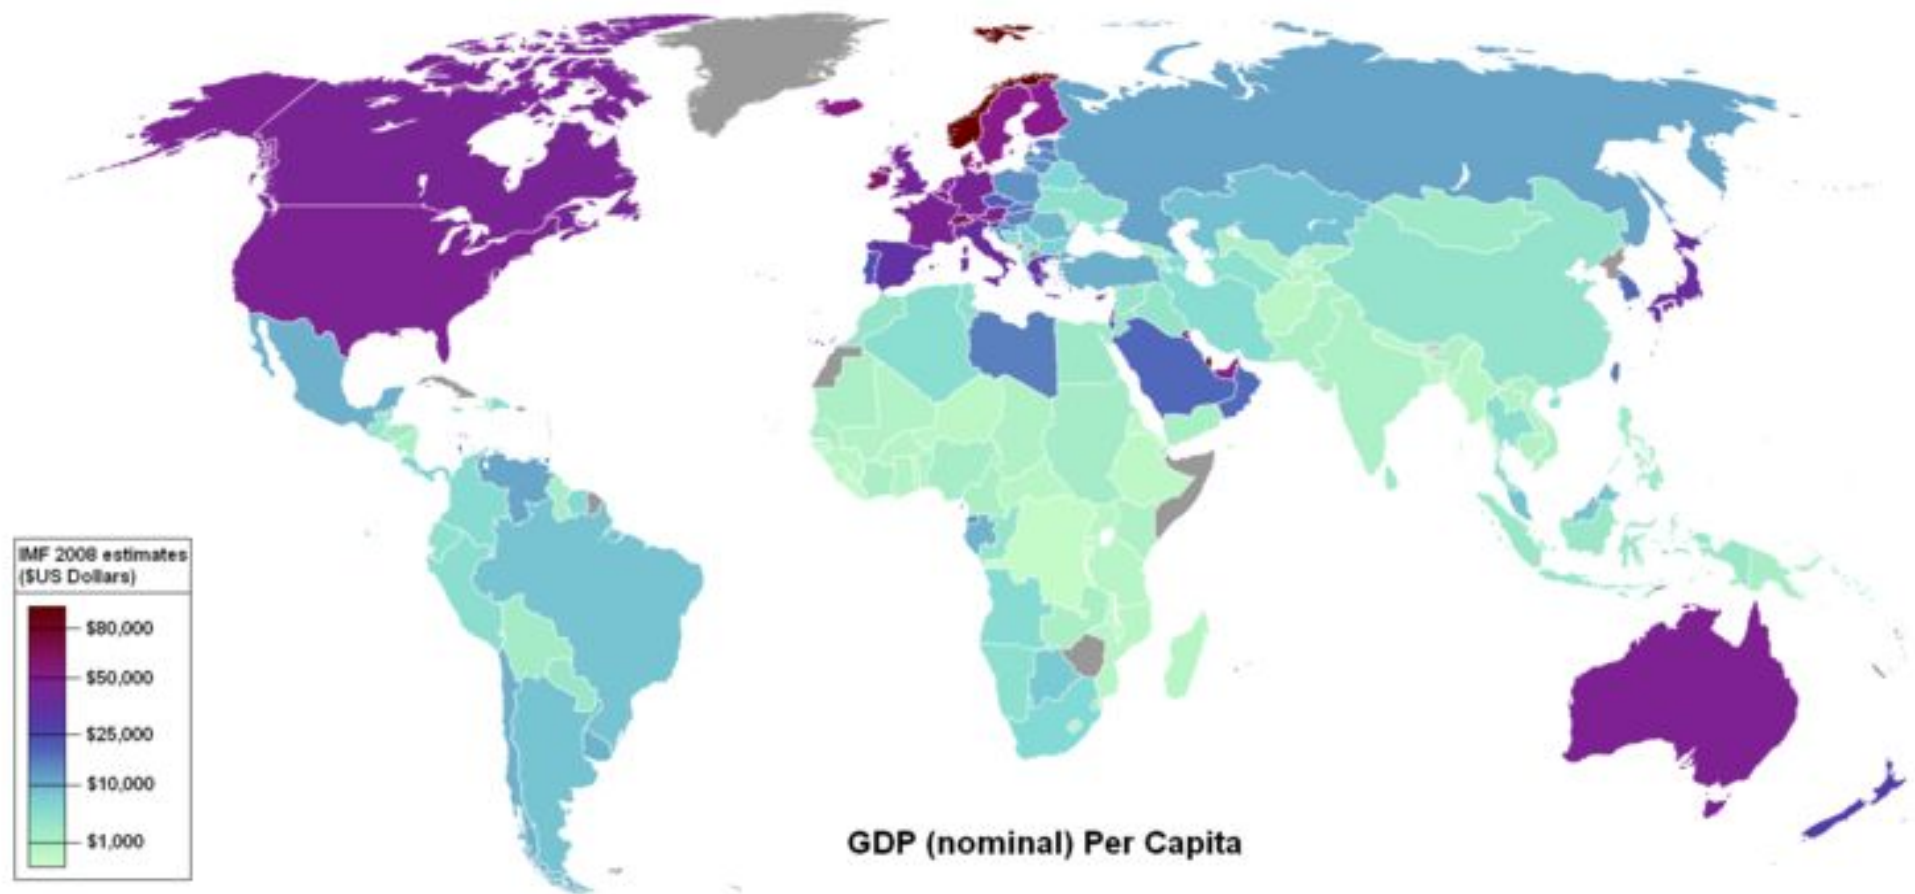 IMF 2008 estimates
($US Dollars)
$80,000
$50,000
$25,000
$10,000
$1,000
GDP (nominal) Per Capita